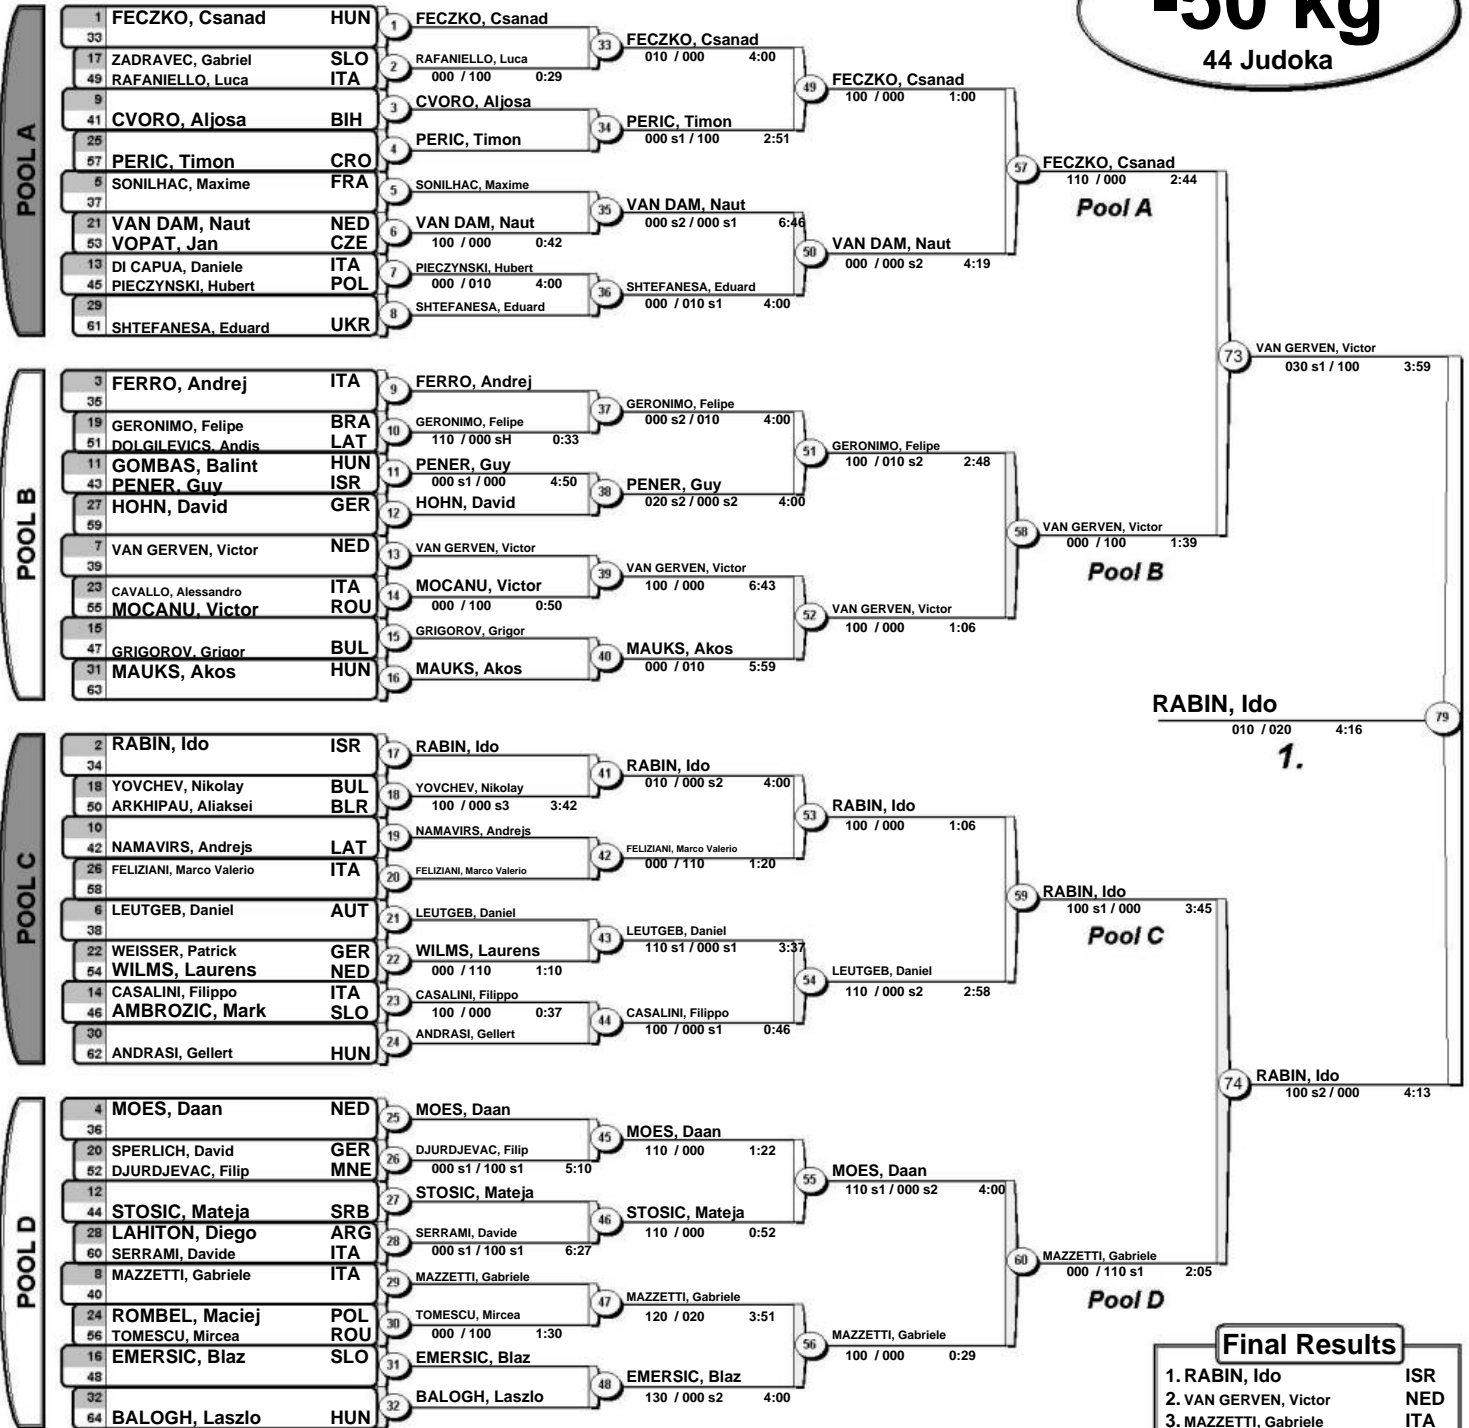 -50 kg
44 Judoka
POOL A
1 FECZKO, Csanad HUN
33
17 ZADRAVEC, Gabriel SLO
49 RAFANIELLO, Luca ITA
9
41 CVORO, Aljosa BIH
25
57 PERIC, Timon CRO
5 SONILHAC, Maxime FRA
37
21 VAN DAM, Naut NED
53 VOPAT, Jan CZE
13 DI CAPUA, Daniele ITA
45 PIECZYNSKI, Hubert POL
29
61 SHTEFANESA, Eduard UKR
1 FECZKO, Csanad
2 RAFANIELLO, Luca
000 / 100 0:29
3 CVORO, Aljosa
4 PERIC, Timon
5 SONILHAC, Maxime
6 VAN DAM, Naut
100 / 000 0:42
7 PIECZYNSKI, Hubert
000 / 010 4:00
8 SHTEFANESA, Eduard
33 FECZKO, Csanad
010 / 000 4:00
34 PERIC, Timon
000 s1 / 100 2:51
35 VAN DAM, Naut
000 s2 / 000 s1 6:46
36 SHTEFANESA, Eduard
000 / 010 s1 4:00
49 FECZKO, Csanad
100 / 000 1:00
50 VAN DAM, Naut
000 / 000 s2 4:19
57 FECZKO, Csanad
110 / 000 2:44
Pool A
POOL B
3 FERRO, Andrej ITA
35
19 GERONIMO, Felipe BRA
51 DOLGILEVICS, Andis LAT
11 GOMBAS, Balint HUN
43 PENER, Guy ISR
27 HOHN, David GER
59
7 VAN GERVEN, Victor NED
39
23 CAVALLO, Alessandro ITA
55 MOCANU, Victor ROU
15
47 GRIGOROV, Grigor BUL
31 MAUKS, Akos HUN
63
9 FERRO, Andrej
10 GERONIMO, Felipe
110 / 000 sH 0:33
11 PENER, Guy
000 s1 / 000 4:50
12 HOHN, David
13 VAN GERVEN, Victor
14 MOCANU, Victor
000 / 100 0:50
15 GRIGOROV, Grigor
16 MAUKS, Akos
37 GERONIMO, Felipe
000 s2 / 010 4:00
38 PENER, Guy
020 s2 / 000 s2 4:00
39 VAN GERVEN, Victor
100 / 000 6:43
40 MAUKS, Akos
000 / 010 5:59
51 GERONIMO, Felipe
100 / 010 s2 2:48
52 VAN GERVEN, Victor
100 / 000 1:06
58 VAN GERVEN, Victor
000 / 100 1:39
Pool B
73 VAN GERVEN, Victor
030 s1 / 100 3:59
RABIN, Ido 79
010 / 020 4:16
1.
POOL C
2 RABIN, Ido ISR
34
18 YOVCHEV, Nikolay BUL
50 ARKHIPAU, Aliaksei BLR
10
42 NAMAVIRS, Andrejs LAT
26 FELIZIANI, Marco Valerio ITA
58
6 LEUTGEB, Daniel AUT
38
22 WEISSER, Patrick GER
54 WILMS, Laurens NED
14 CASALINI, Filippo ITA
46 AMBROZIC, Mark SLO
30
62 ANDRASI, Gellert HUN
17 RABIN, Ido
18 YOVCHEV, Nikolay
100 / 000 s3 3:42
19 NAMAVIRS, Andrejs
20 FELIZIANI, Marco Valerio
21 LEUTGEB, Daniel
22 WILMS, Laurens
000 / 110 1:10
23 CASALINI, Filippo
100 / 000 0:37
24 ANDRASI, Gellert
41 RABIN, Ido
010 / 000 s2 4:00
42 FELIZIANI, Marco Valerio
000 / 110 1:20
43 LEUTGEB, Daniel
110 s1 / 000 s1 3:37
44 CASALINI, Filippo
100 / 000 s1 0:46
53 RABIN, Ido
100 / 000 1:06
54 LEUTGEB, Daniel
110 / 000 s2 2:58
59 RABIN, Ido
100 s1 / 000 3:45
Pool C
74 RABIN, Ido
100 s2 / 000 4:13
POOL D
4 MOES, Daan NED
36
20 SPERLICH, David GER
52 DJURDJEVAC, Filip MNE
12
44 STOSIC, Mateja SRB
28 LAHITON, Diego ARG
60 SERRAMI, Davide ITA
8 MAZZETTI, Gabriele ITA
40
24 ROMBEL, Maciej POL
56 TOMESCU, Mircea ROU
16 EMERSIC, Blaz SLO
48
32
64 BALOGH, Laszlo HUN
25 MOES, Daan
26 DJURDJEVAC, Filip
000 s1 / 100 s1 5:10
27 STOSIC, Mateja
28 SERRAMI, Davide
000 s1 / 100 s1 6:27
29 MAZZETTI, Gabriele
30 TOMESCU, Mircea
000 / 100 1:30
31 EMERSIC, Blaz
32 BALOGH, Laszlo
45 MOES, Daan
110 / 000 1:22
46 STOSIC, Mateja
110 / 000 0:52
47 MAZZETTI, Gabriele
120 / 020 3:51
48 EMERSIC, Blaz
130 / 000 s2 4:00
55 MOES, Daan
110 s1 / 000 s2 4:00
56 MAZZETTI, Gabriele
100 / 000 0:29
60 MAZZETTI, Gabriele
000 / 110 s1 2:05
Pool D
Final Results
1. RABIN, Ido ISR
2. VAN GERVEN, Victor NED
3. MAZZETTI, Gabriele ITA